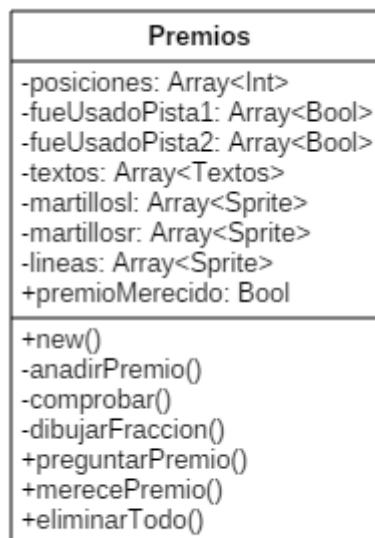 Premios
-posiciones: Array<Int>
-fueUsadoPista1: Array<Bool>
-fueUsadoPista2: Array<Bool>
-textos: Array<Textos>
-martillosl: Array<Sprite>
-martillosr: Array<Sprite>
-lineas: Array<Sprite>
+premioMerecido: Bool
+new()
-anadirPremio()
-comprobar()
-dibujarFraccion()
+preguntarPremio()
+merecePremio()
+eliminarTodo()